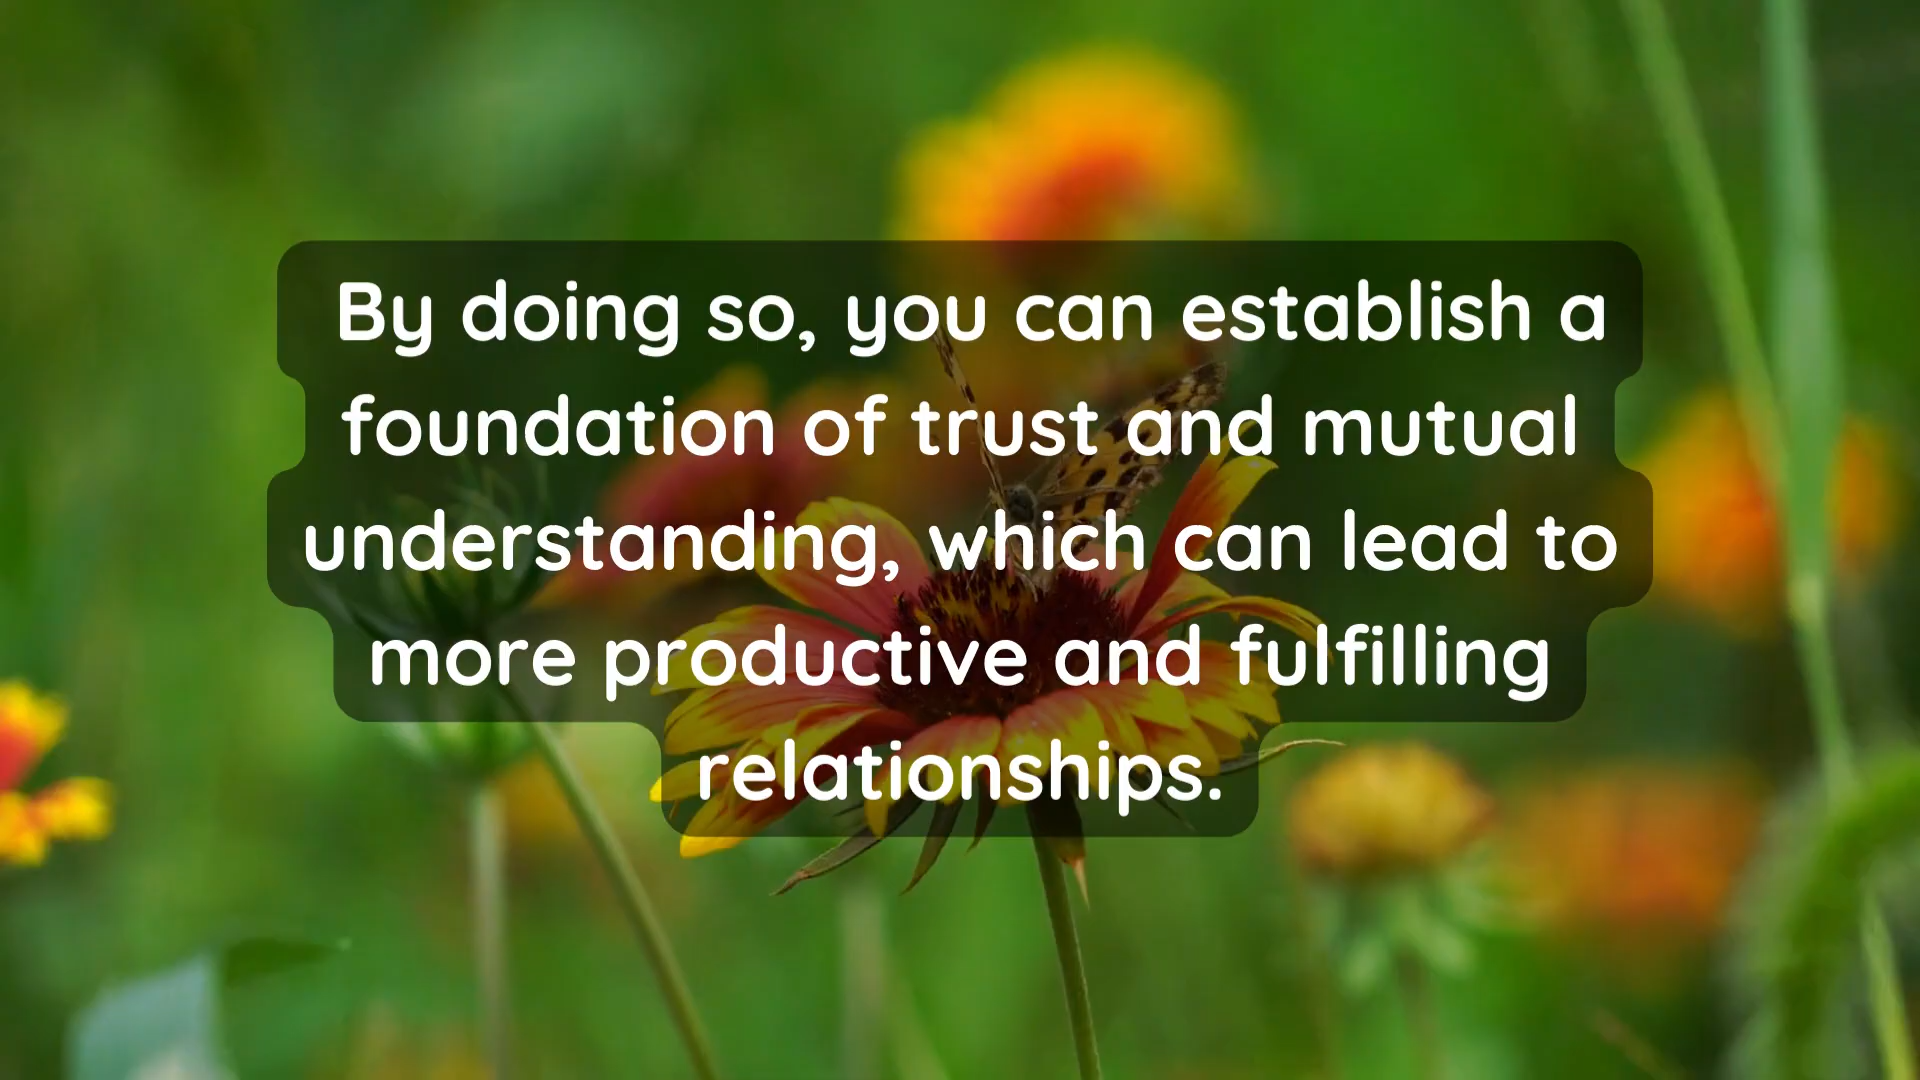 By doing so, you can establish a
foundation of trust and mutual
understanding, which can lead to
more productive and fulfilling
relationships.